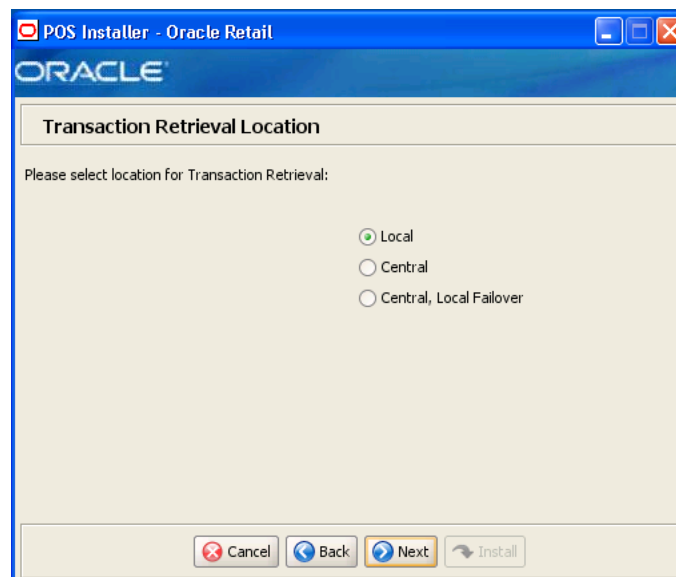 POS Installer - Oracle Retail
ORACLE
Transaction Retrieval Location
Please select location for Transaction Retrieval:
Local
Central
Central, Local Failover
Cancel Back Next Install